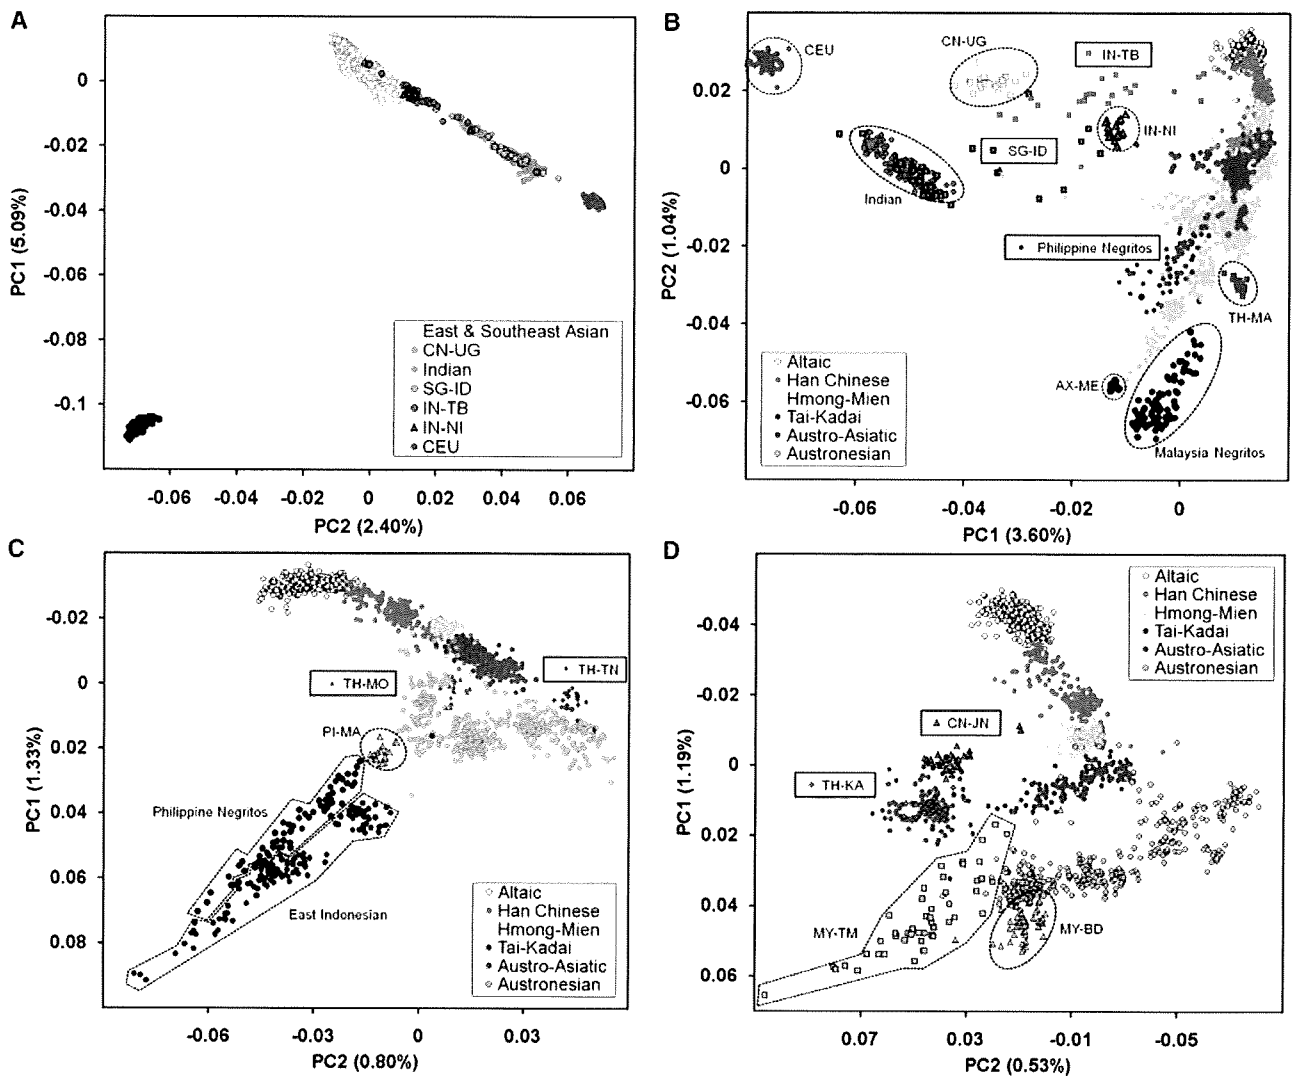 A
0
-0.02
-0.04
-0.06
-0.08
-0.1
PC1 (5.09%)
East & Southeast Asian
CN-UG
Indian
SG-ID
IN-TB
IN-NI
CEU
-0.06 -0.04 -0.02 0 0.02 0.04 0.06
PC2 (2.40%)
B
CEU
CN-UG
IN-TB
IN-NI
SG-ID
Indian
Philippine Negritos
TH-MA
AX-ME
Malaysia Negritos
0.02
0
-0.02
-0.04
-0.06
PC2 (1.04%)
Altaic
Han Chinese
Hmong-Mien
Tai-Kadai
Austro-Asiatic
Austronesian
-0.06 -0.04 -0.02 0
PC1 (3.60%)
C
-0.02
0
0.02
0.04
0.06
0.08
PC1 (1.33%)
TH-MO
TH-TN
PI-MA
Philippine Negritos
East Indonesian
Altaic
Han Chinese
Hmong-Mien
Tai-Kadai
Austro-Asiatic
Austronesian
-0.06 -0.03 0 0.03
PC2 (0.80%)
D
-0.04
-0.02
0
0.02
0.04
0.06
PC1 (1.19%)
Altaic
Han Chinese
Hmong-Mien
Tai-Kadai
Austro-Asiatic
Austronesian
CN-JN
TH-KA
MY-TM
MY-BD
0.07 0.03 -0.01 -0.05
PC2 (0.53%)